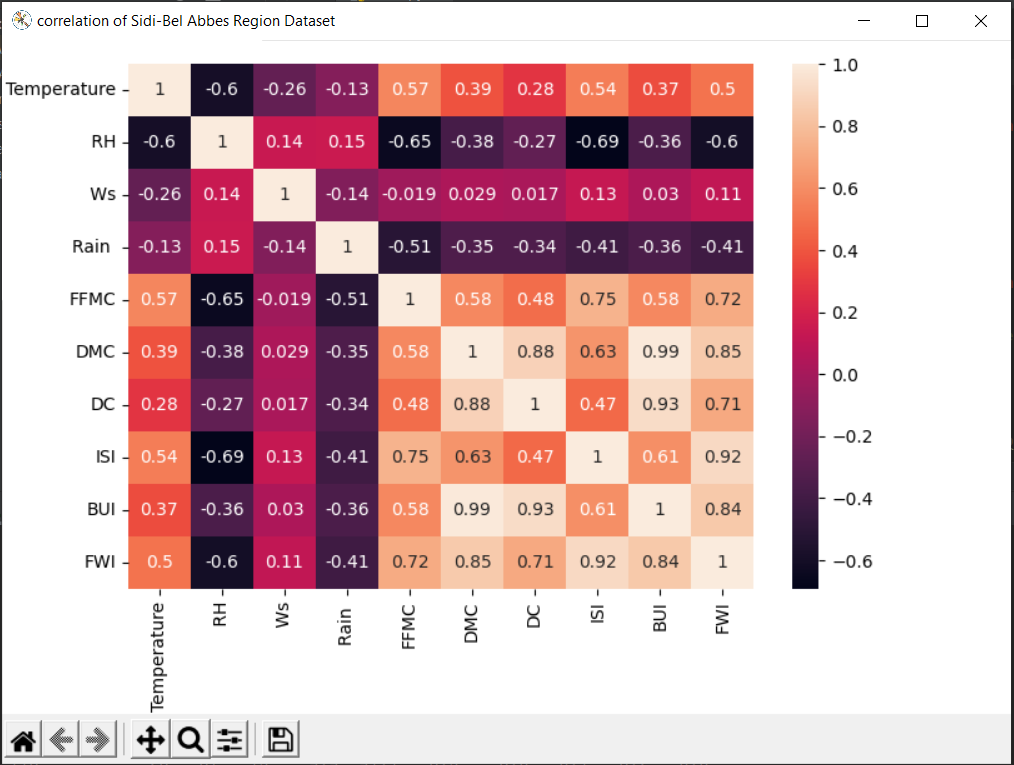 correlation of Sidi-Bel Abbes Region Dataset
Temperature 1 -0.6 -0.26 -0.13 0.57 0.39 0.28 0.54 0.37 0.5
RH -0.6 1 0.14 0.15 -0.65 -0.38 -0.27 -0.69 -0.36 -0.6
Ws -0.26 0.14 1 -0.14 -0.019 0.029 0.017 0.13 0.03 0.11
Rain -0.13 0.15 -0.14 1 -0.51 -0.35 -0.34 -0.41 -0.36 -0.41
FFMC 0.57 -0.65 -0.019 -0.51 1 0.58 0.48 0.75 0.58 0.72
DMC 0.39 -0.38 0.029 -0.35 0.58 1 0.88 0.63 0.99 0.85
DC 0.28 -0.27 0.017 -0.34 0.48 0.88 1 0.47 0.93 0.71
ISI 0.54 -0.69 0.13 -0.41 0.75 0.63 0.47 1 0.61 0.92
BUI 0.37 -0.36 0.03 -0.36 0.58 0.99 0.93 0.61 1 0.84
FWI 0.5 -0.6 0.11 -0.41 0.72 0.85 0.71 0.92 0.84 1
Temperature RH Ws Rain FFMC DMC DC ISI BUI FWI
1.0
0.8
0.6
0.4
0.2
0.0
−0.2
−0.4
−0.6